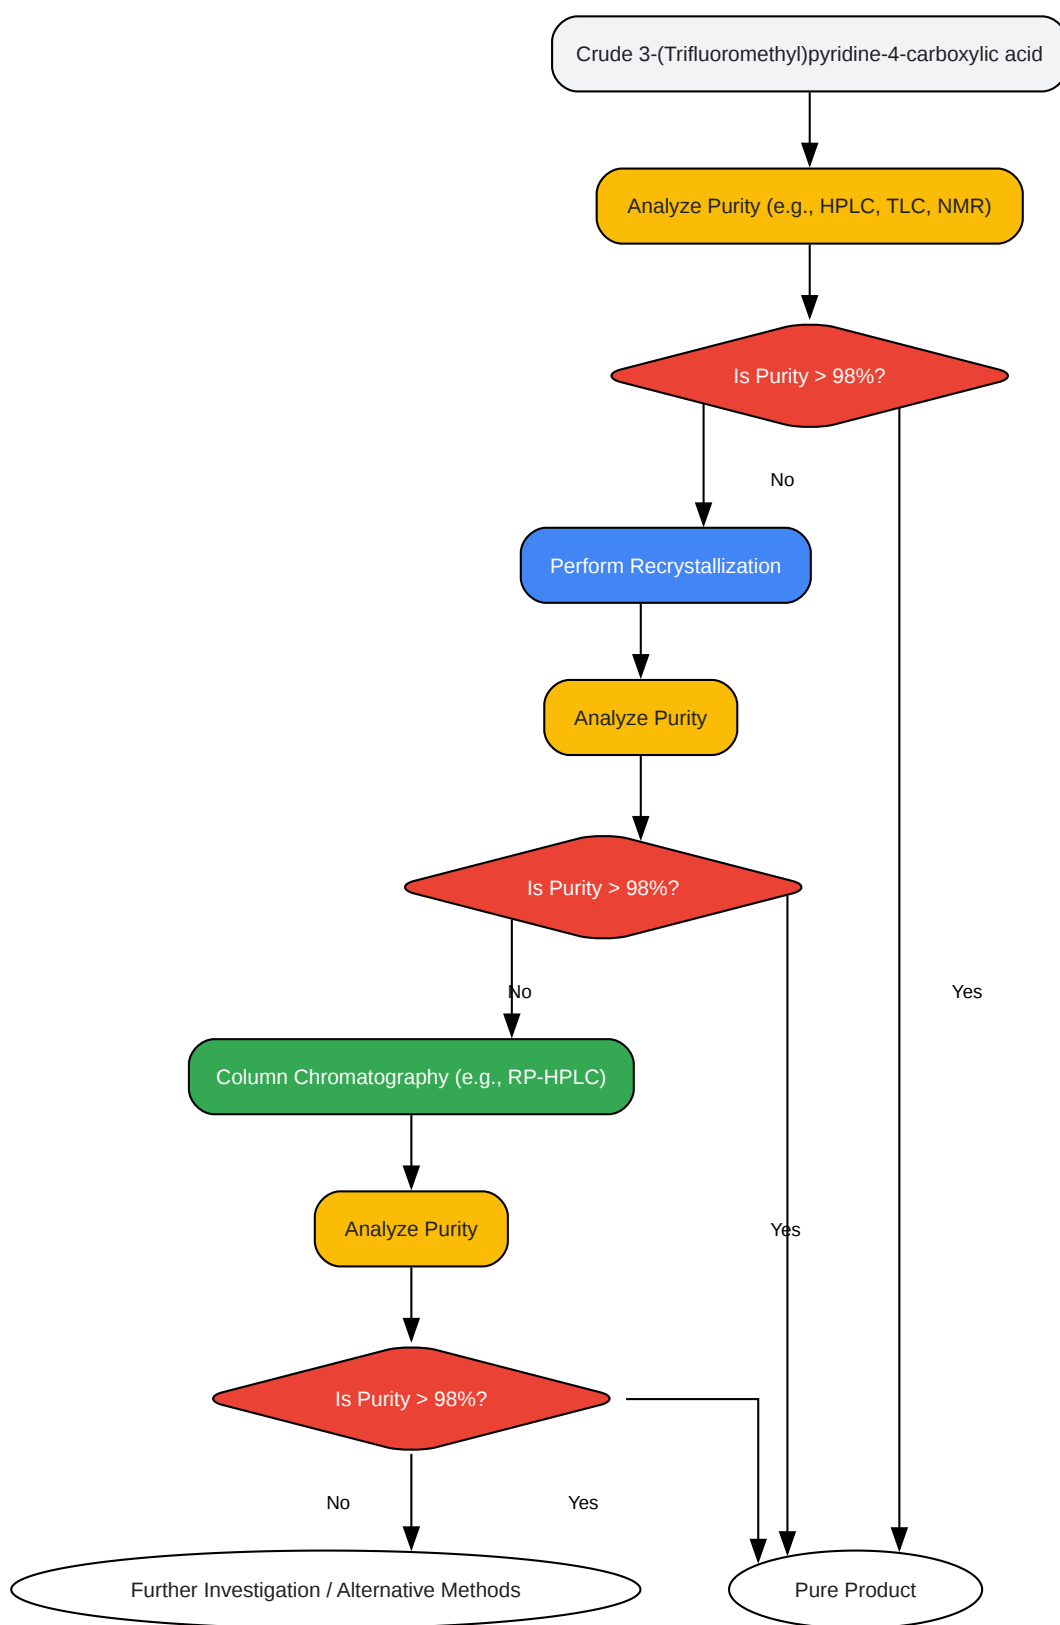 Crude 3-(Trifluoromethyl)pyridine-4-carboxylic acid
Analyze Purity (e.g., HPLC, TLC, NMR)
Is Purity > 98%?
No
Perform Recrystallization
Analyze Purity
Is Purity > 98%?
No
Yes
Column Chromatography (e.g., RP-HPLC)
Analyze Purity
Yes
Is Purity > 98%?
No
Yes
Further Investigation / Alternative Methods
Pure Product